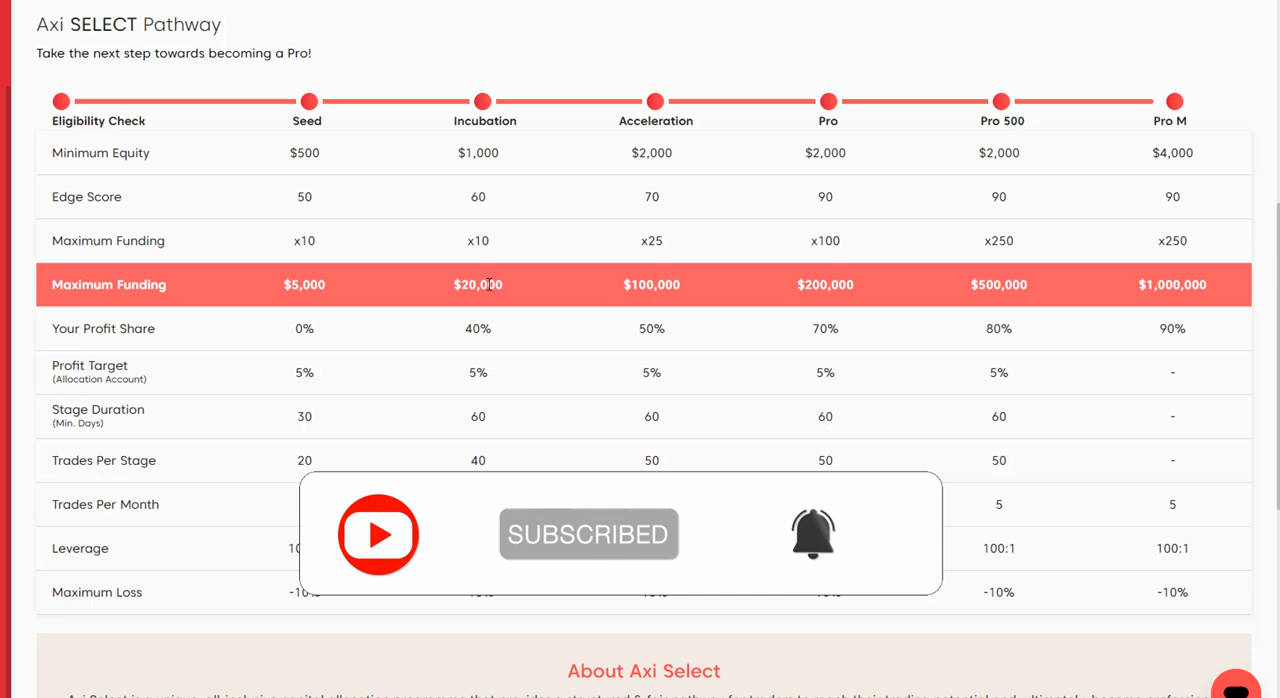 Axi SELECT Pathway
Take the next step towards becoming a Pro!
Eligibility Check Seed Incubation Acceleration Pro Pro 500 Pro M
Minimum Equity $500 $1,000 $2,000 $2,000 $2,000 $4,000
Edge Score 50 60 70 90 90 90
Maximum Funding x10 x10 x25 x100 x250 x250
Maximum Funding $5,000 $20,000 $100,000 $200,000 $500,000 $1,000,000
Your Profit Share 0% 40% 50% 70% 80% 90%
Profit Target 5% 5% 5% 5% 5% -
(Allocation Account)
Stage Duration 30 60 60 60 60 -
(Min. Days)
Trades Per Stage 20 40 50 50 50 -
Trades Per Month 5 5
SUBSCRIBED
Leverage 100:1 100:1
Maximum Loss -10% -10%
About Axi Select